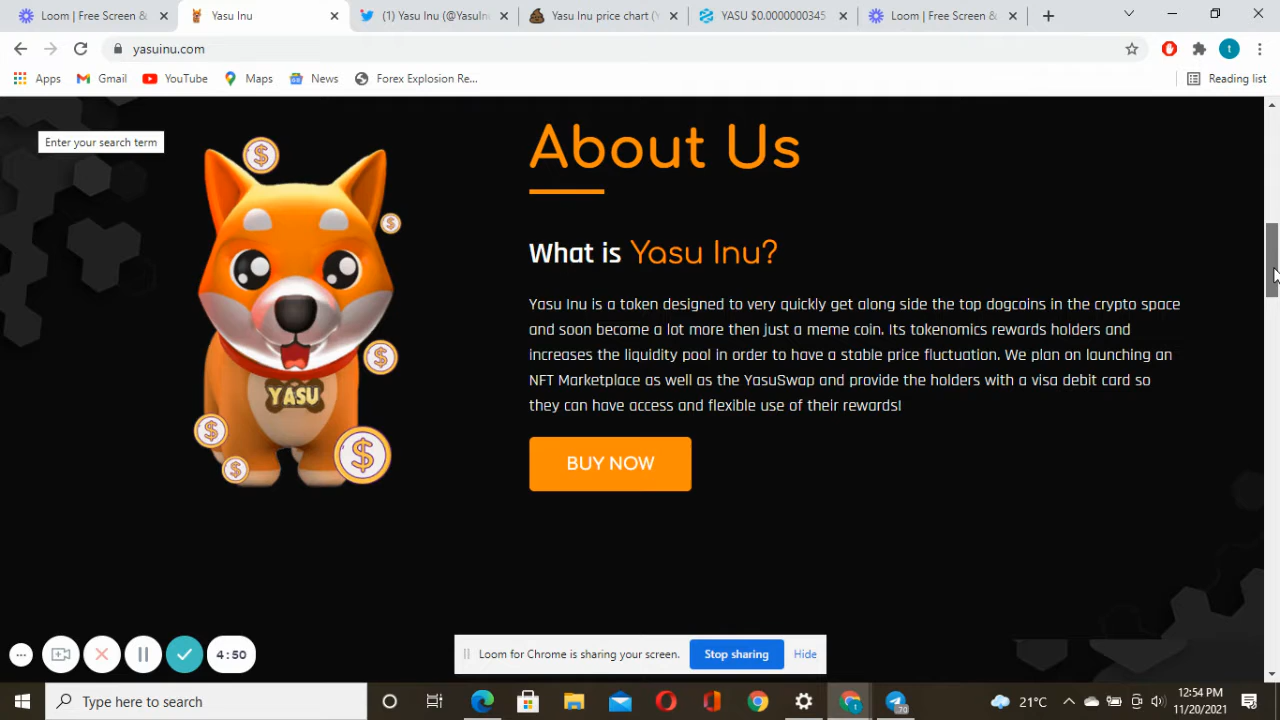 Loom | Free Screen &
Yasu Inu
(1) Yasu Inu (@YasuInu
Yasu Inu price chart (Y
YASU $0.0000000345
Loom | Free Screen &
yasuinu.com
t
Apps
Gmail
YouTube
Maps
News
Forex Explosion Re...
Reading list
Enter your search term
About Us
What is Yasu Inu?
Yasu Inu is a token designed to very quickly get along side the top dogcoins in the crypto space
and soon become a lot more then just a meme coin. Its tokenomics rewards holders and
increases the liquidity pool in order to have a stable price fluctuation. We plan on launching an
NFT Marketplace as well as the YasuSwap and provide the holders with a visa debit card so
they can have access and flexible use of their rewards!
YASU
BUY NOW
4:50
Loom for Chrome is sharing your screen.
Stop sharing
Hide
Type here to search
70
21°C
12:54 PM
11/20/2021